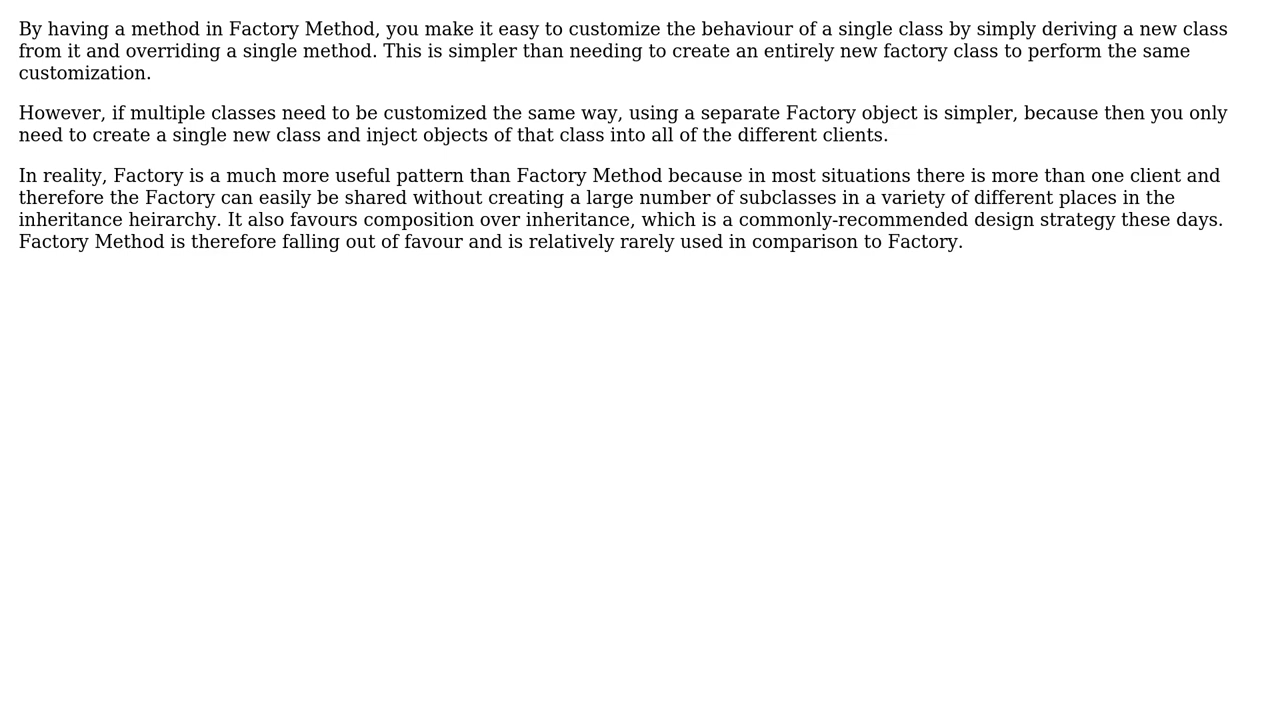 By having a method in Factory Method, you make it easy to customize the behaviour of a single class by simply deriving a new class
from it and overriding a single method. This is simpler than needing to create an entirely new factory class to perform the same
customization.
However, if multiple classes need to be customized the same way, using a separate Factory object is simpler, because then you only
need to create a single new class and inject objects of that class into all of the different clients.
In reality, Factory is a much more useful pattern than Factory Method because in most situations there is more than one client and
therefore the Factory can easily be shared without creating a large number of subclasses in a variety of different places in the
inheritance heirarchy. It also favours composition over inheritance, which is a commonly-recommended design strategy these days.
Factory Method is therefore falling out of favour and is relatively rarely used in comparison to Factory.